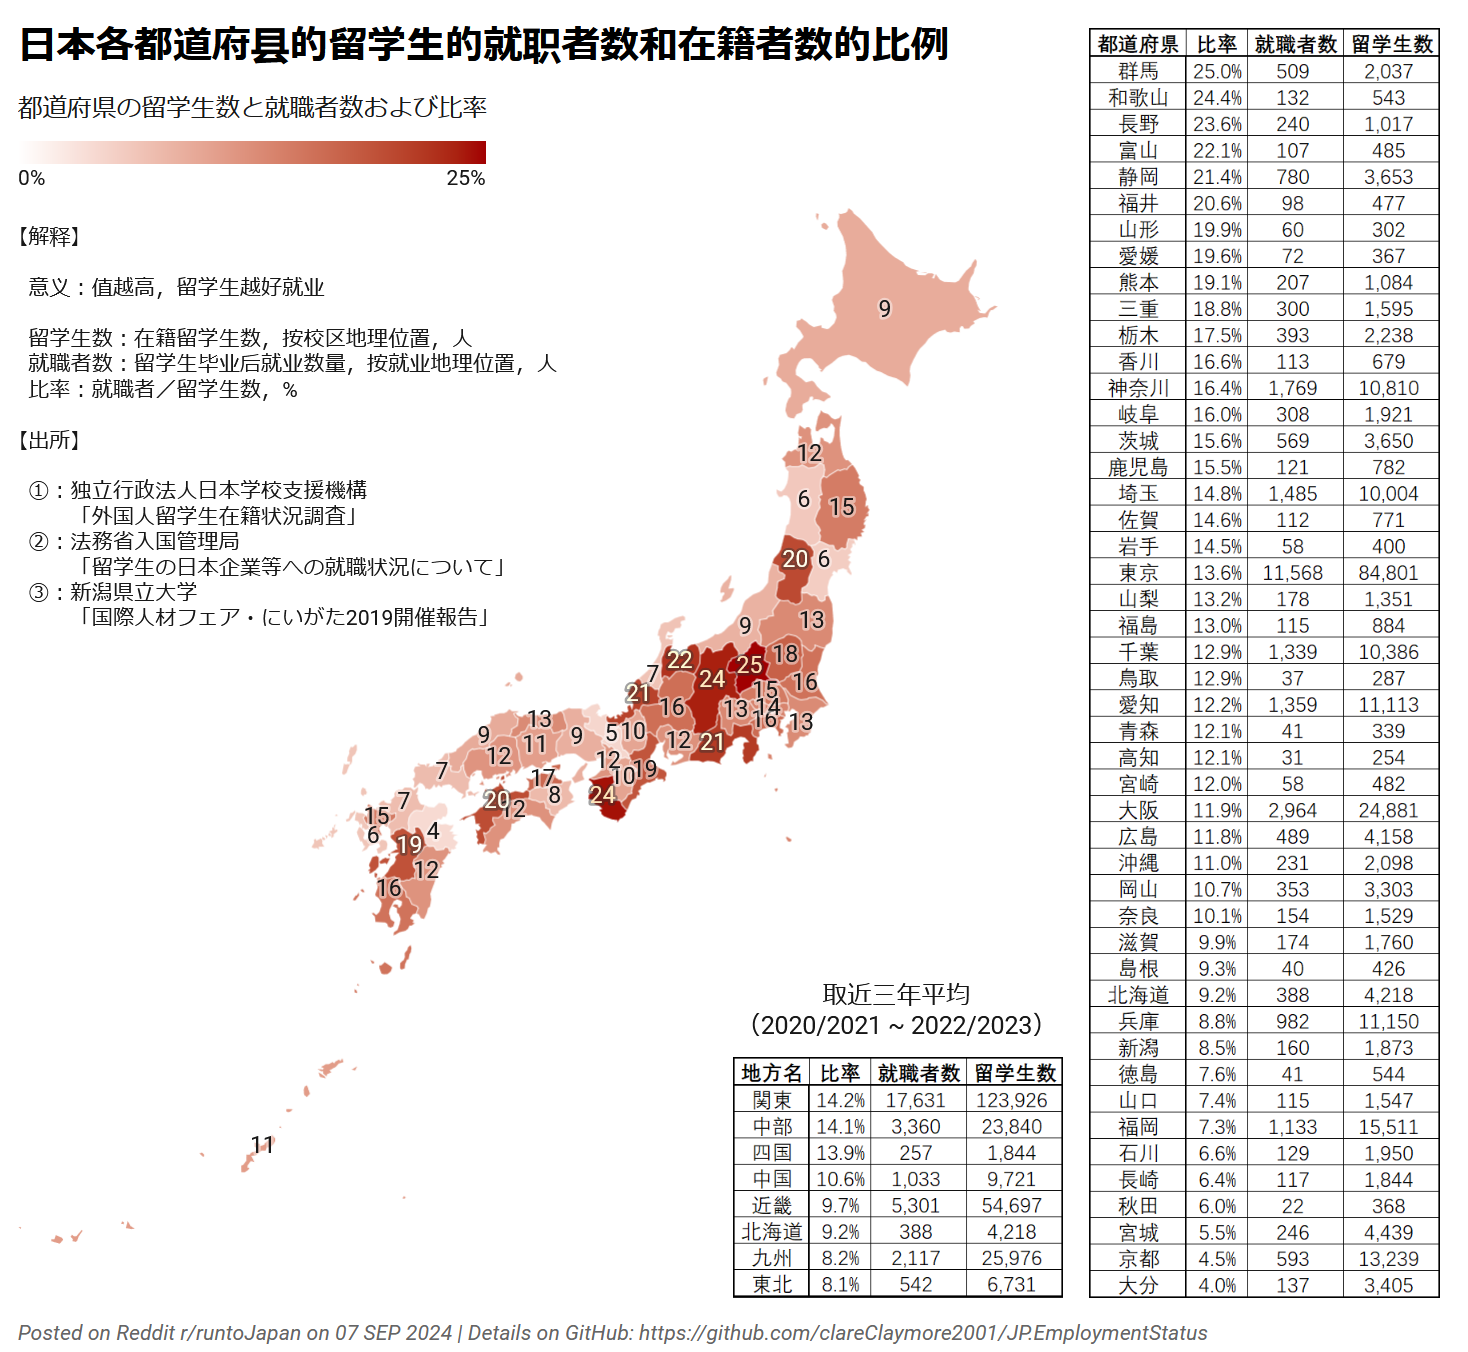 日本各都道府县的留学生的就职者数和在籍者数的比例
都道府県の留学生数と就職者数および比率
0% 25%
【解释】
意义：值越高，留学生越好就业
留学生数：在籍留学生数，按校区地理位置，人
就職者数：留学生毕业后就业数量，按就业地理位置，人
比率：就職者／留学生数，%
【出所】
①：独立行政法人日本学校支援機構
「外国人留学生在籍状況調査」
②：法務省入国管理局
「留学生の日本企業等への就職状況について」
③：新潟県立大学
「国際人材フェア・にいがた2019開催報告」
9
12
6
15
20
6
13
9
18
25
22
24
7
21
16
15
16
14
13
16
13
12
21
5
10
9
13
11
9
12
7
12
10
19
24
17
8
20
12
7
15
6
4
19
12
16
11
取近三年平均
（2020/2021 ~ 2022/2023）
地方名 比率 就職者数 留学生数
関東 14.2% 17,631 123,926
中部 14.1% 3,360 23,840
四国 13.9% 257 1,844
中国 10.6% 1,033 9,721
近畿 9.7% 5,301 54,697
北海道 9.2% 388 4,218
九州 8.2% 2,117 25,976
東北 8.1% 542 6,731
都道府県 比率 就職者数 留学生数
群馬 25.0% 509 2,037
和歌山 24.4% 132 543
長野 23.6% 240 1,017
富山 22.1% 107 485
静岡 21.4% 780 3,653
福井 20.6% 98 477
山形 19.9% 60 302
愛媛 19.6% 72 367
熊本 19.1% 207 1,084
三重 18.8% 300 1,595
栃木 17.5% 393 2,238
香川 16.6% 113 679
神奈川 16.4% 1,769 10,810
岐阜 16.0% 308 1,921
茨城 15.6% 569 3,650
鹿児島 15.5% 121 782
埼玉 14.8% 1,485 10,004
佐賀 14.6% 112 771
岩手 14.5% 58 400
東京 13.6% 11,568 84,801
山梨 13.2% 178 1,351
福島 13.0% 115 884
千葉 12.9% 1,339 10,386
鳥取 12.9% 37 287
愛知 12.2% 1,359 11,113
青森 12.1% 41 339
高知 12.1% 31 254
宮崎 12.0% 58 482
大阪 11.9% 2,964 24,881
広島 11.8% 489 4,158
沖縄 11.0% 231 2,098
岡山 10.7% 353 3,303
奈良 10.1% 154 1,529
滋賀 9.9% 174 1,760
島根 9.3% 40 426
北海道 9.2% 388 4,218
兵庫 8.8% 982 11,150
新潟 8.5% 160 1,873
徳島 7.6% 41 544
山口 7.4% 115 1,547
福岡 7.3% 1,133 15,511
石川 6.6% 129 1,950
長崎 6.4% 117 1,844
秋田 6.0% 22 368
宮城 5.5% 246 4,439
京都 4.5% 593 13,239
大分 4.0% 137 3,405
Posted on Reddit r/runtoJapan on 07 SEP 2024 | Details on GitHub: https://github.com/clareClaymore2001/JP.EmploymentStatus